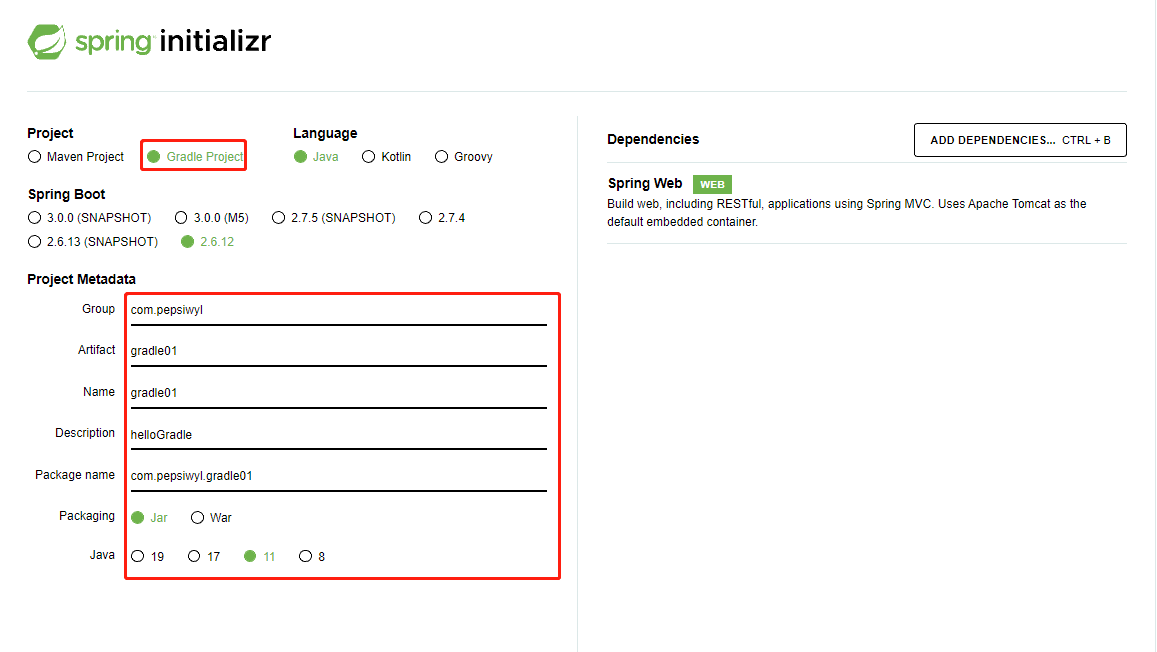 spring initializr
Project
Maven Project Gradle Project
Language
Java Kotlin Groovy
Spring Boot
3.0.0 (SNAPSHOT) 3.0.0 (M5) 2.7.5 (SNAPSHOT) 2.7.4
2.6.13 (SNAPSHOT) 2.6.12
Project Metadata
Group com.pepsiwyl
Artifact gradle01
Name gradle01
Description helloGradle
Package name com.pepsiwyl.gradle01
Packaging Jar War
Java 19 17 11 8
Dependencies ADD DEPENDENCIES... CTRL + B
Spring Web WEB
Build web, including RESTful, applications using Spring MVC. Uses Apache Tomcat as the
default embedded container.